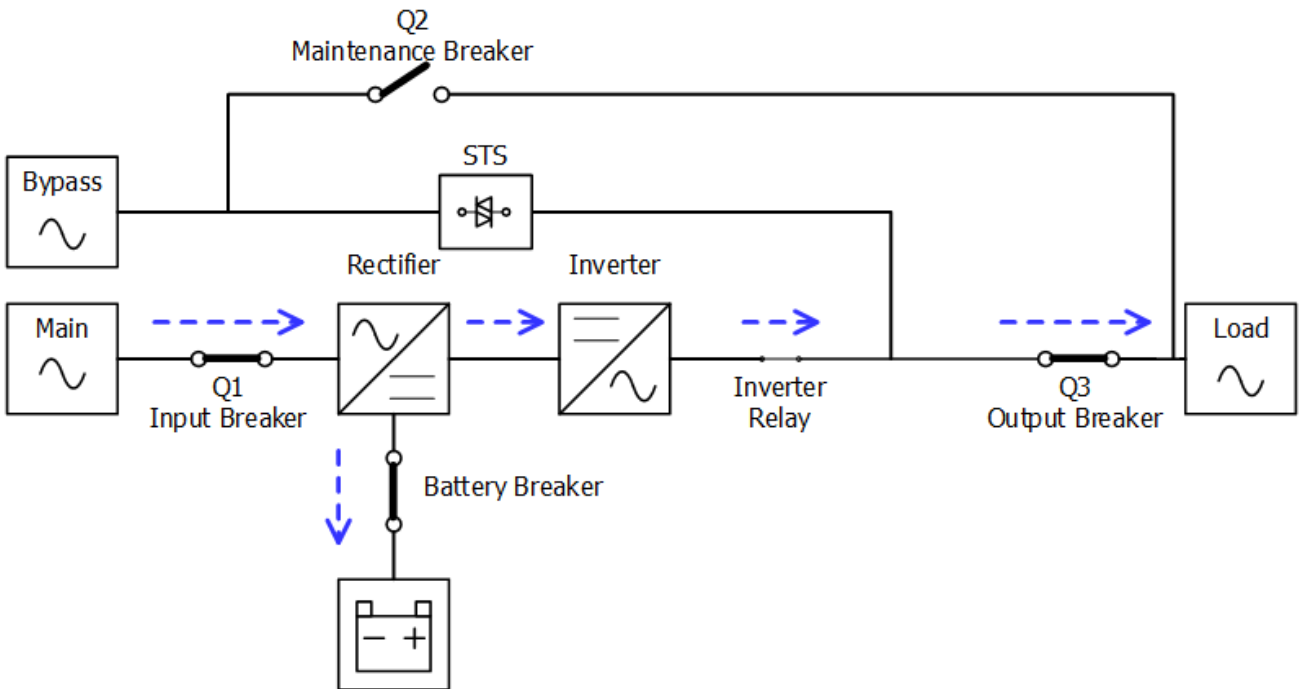 Q2
Maintenance Breaker
STS
Bypass
Rectifier
Inverter
Main
Load
Q1
Input Breaker
Inverter
Relay
Q3
Output Breaker
Battery Breaker